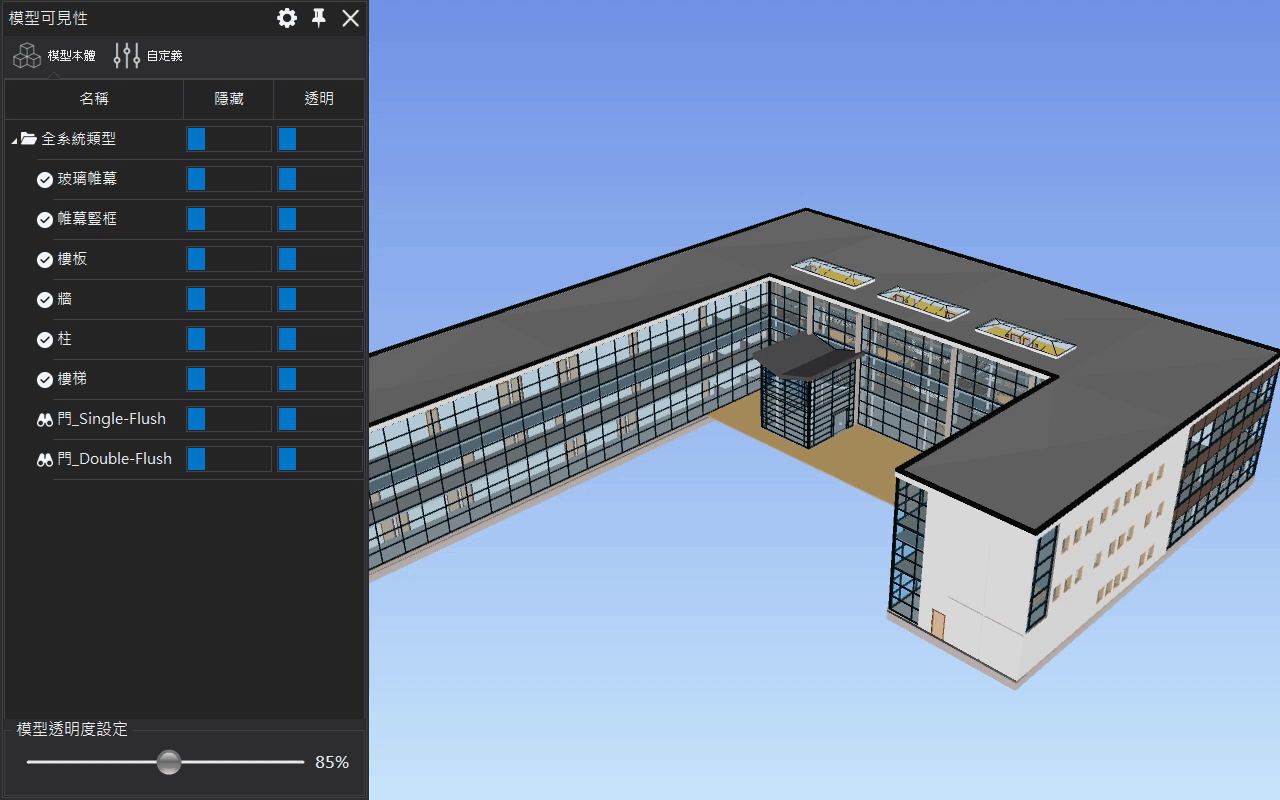 模型可見性
模型本體 自定義
名稱 隱藏 透明
全系統類型
玻璃帷幕
帷幕豎框
樓板
牆
柱
樓梯
門_Single-Flush
門_Double-Flush
模型透明度設定
85%